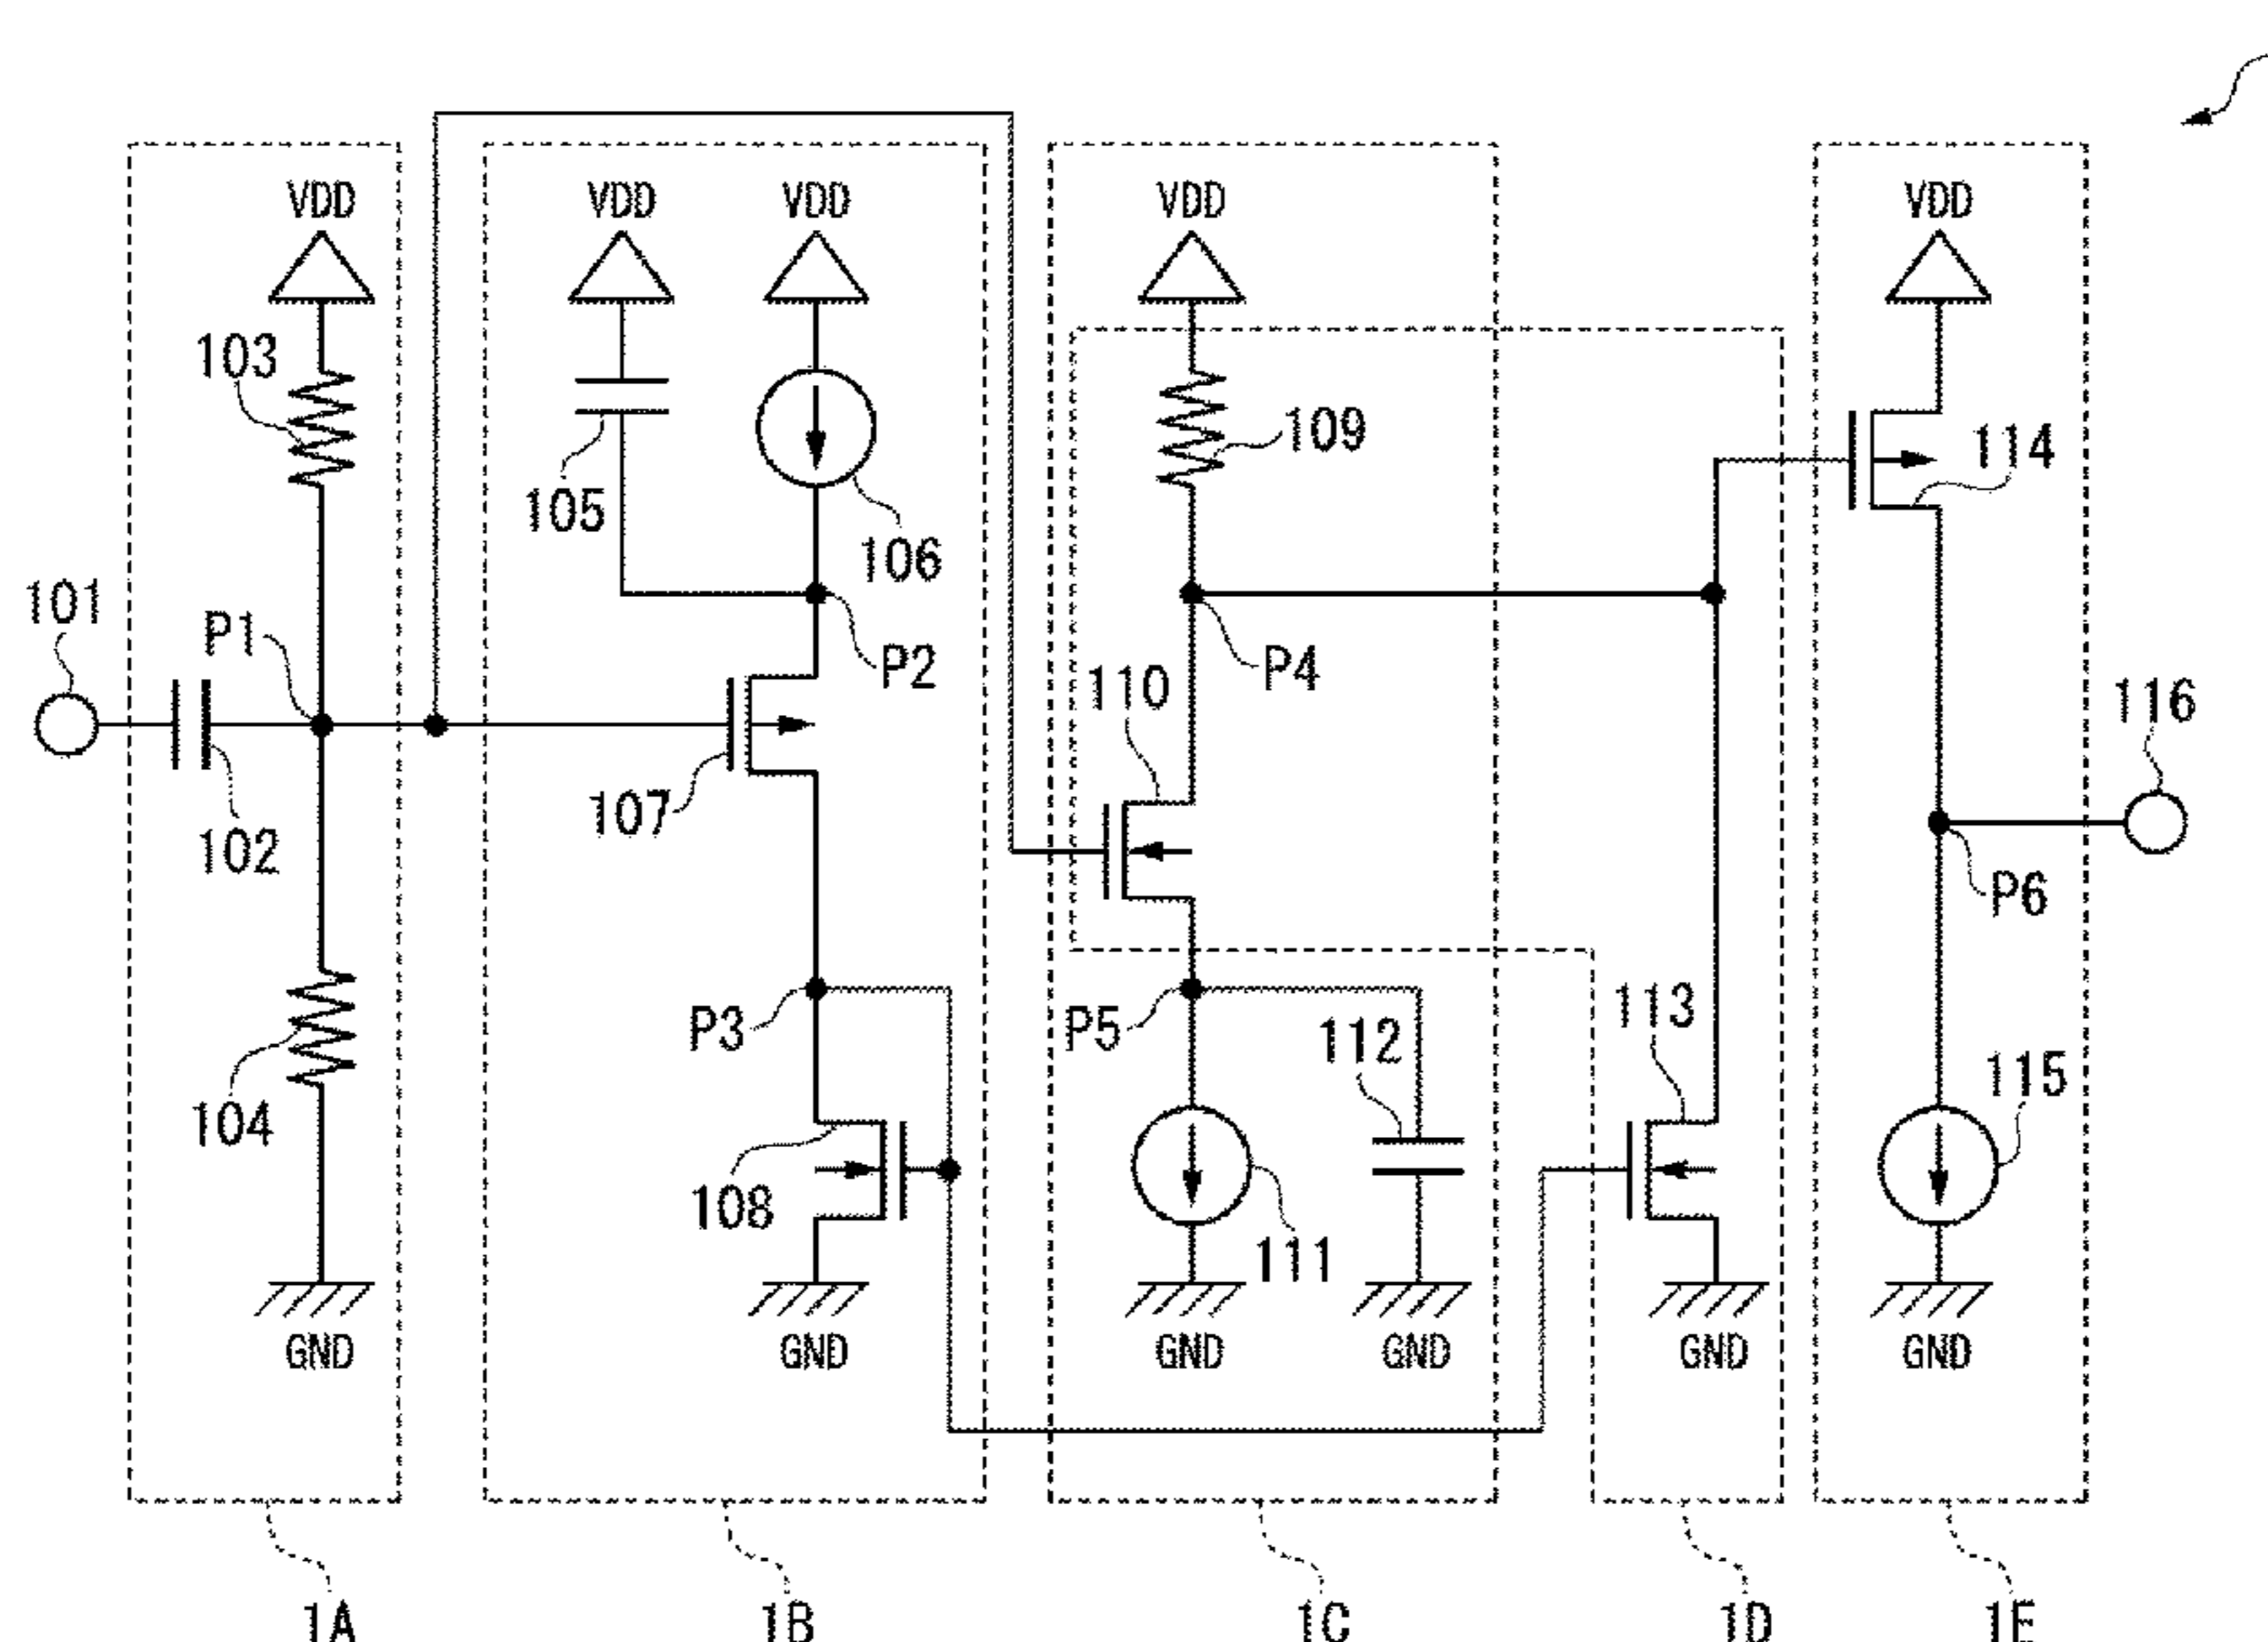 VDD
VDD
VDD
VDD
VDD
103
109
114
105
106
101
P1
P2
P4
110
116
107
102
P6
P3
P5
112
113
104
115
108
111
GND
GND
GND
GND
GND
GND
1A
1B
1C
1D
1E